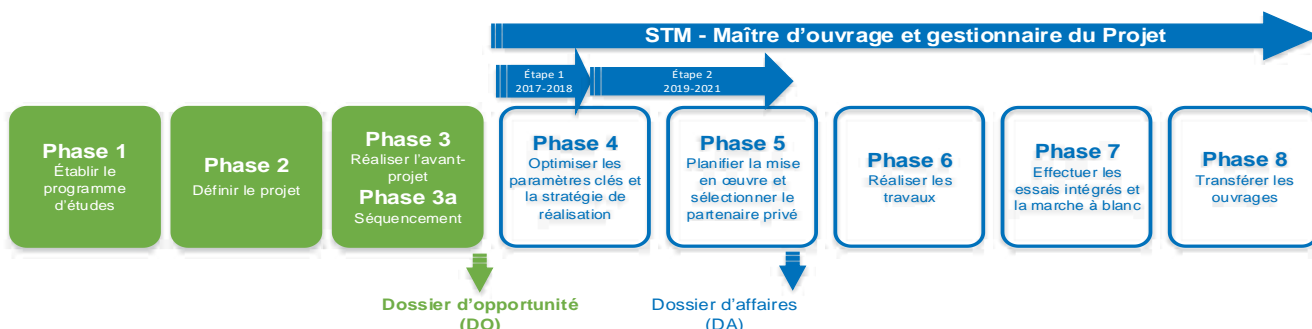 STM - Maître d'ouvrage et gestionnaire du Projet
Étape 1
2017-2018
Étape 2
2019-2021
Phase 1
Établir le
programme
d'études
Phase 2
Définir le projet
Phase 3
Réaliser l'avant-
projet
Phase 3a
Séquencement
Phase 4
Optimiser les
paramètres clés et
la stratégie de
réalisation
Phase 5
Planifier la mise
en œuvre et
sélectionner le
partenaire privé
Phase 6
Réaliser les
travaux
Phase 7
Effectuer les
essais intégrés et
la marche à blanc
Phase 8
Transférer les
ouvrages
Dossier d'opportunité
(DO)
Dossier d'affaires
(DA)